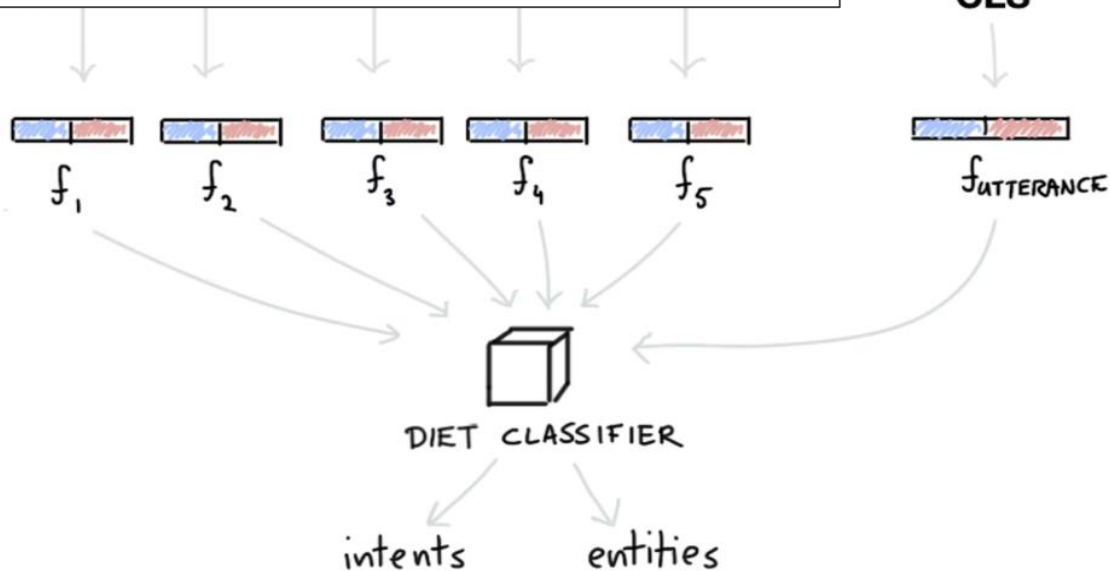 CLS
f1 f2 f3 f4 f5 fUTTERANCE
DIET CLASSIFIER
intents entities